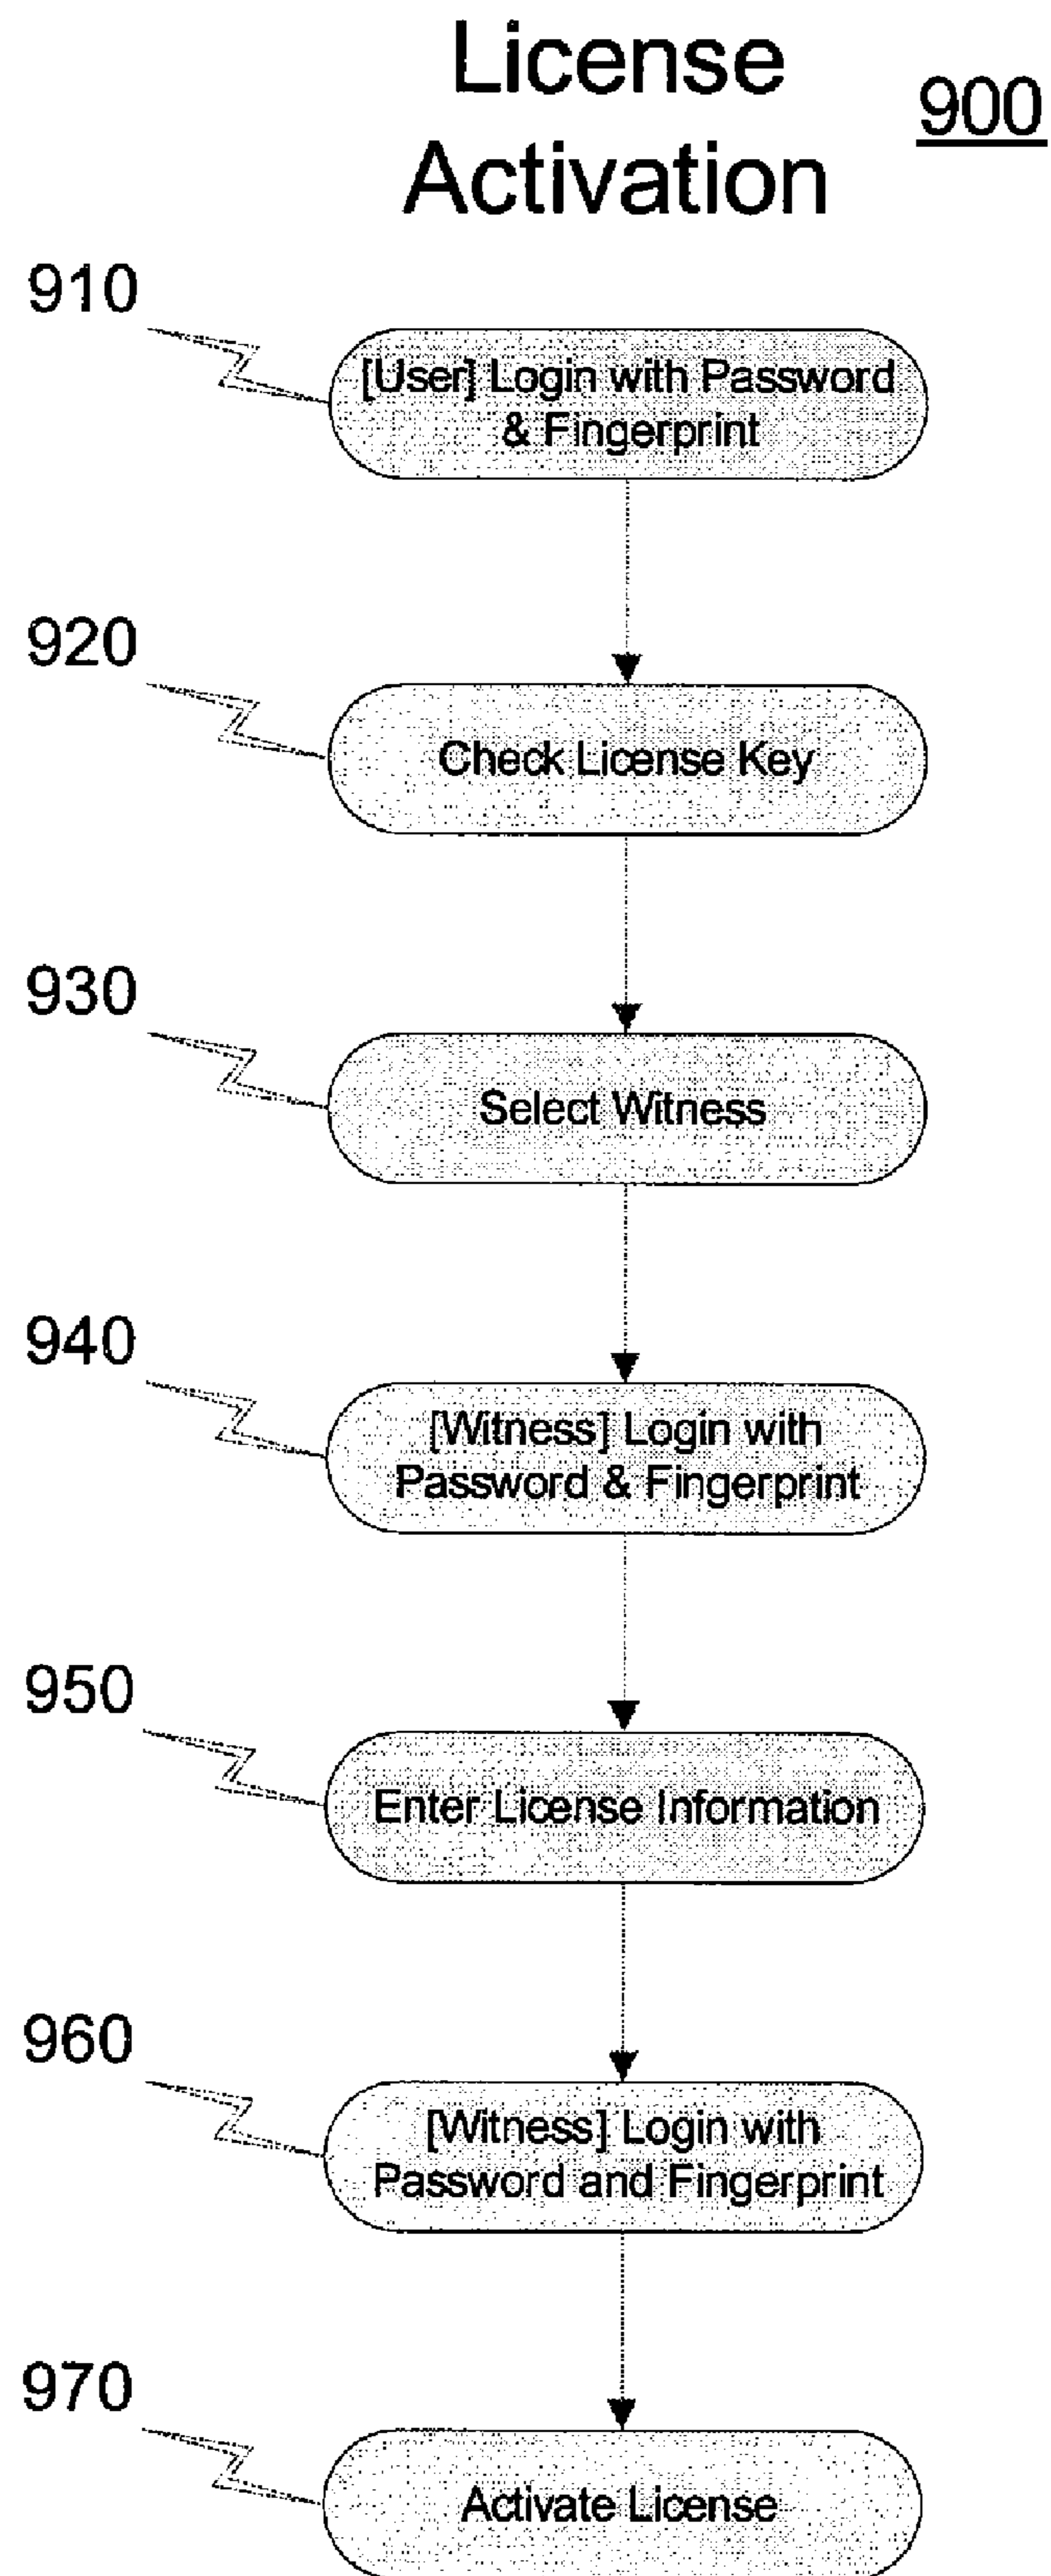 License
Activation
900
910
[User] Login with Password
& Fingerprint
920
Check License Key
930
Select Witness
940
[Witness] Login with
Password & Fingerprint
950
Enter License Information
960
[Witness] Login with
Password and Fingerprint
970
Activate License